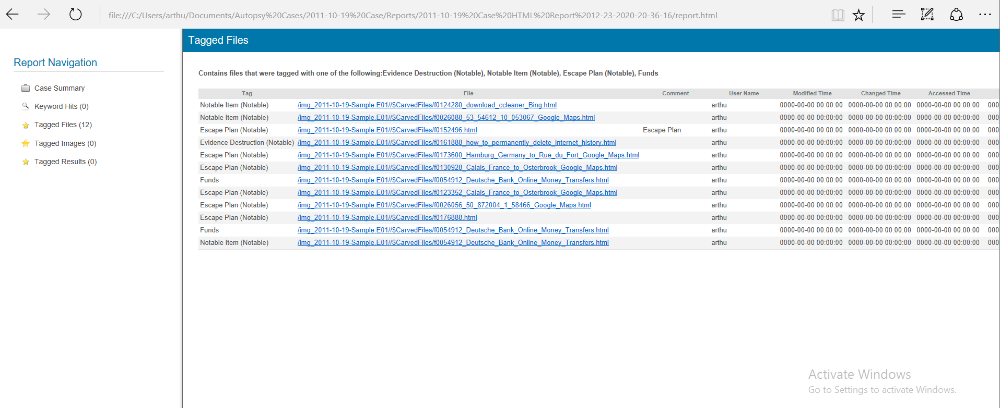 file:///C:/Users/arthu/Documents/Autopsy%20Cases/2011-10-19%20Case/Reports/2011-10-19%20Case%20HTML%20Report%2012-23-2020-20-36-16/report.html
Report Navigation
Case Summary
Keyword Hits (0)
Tagged Files (12)
Tagged Images (0)
Tagged Results (0)
Tagged Files
Contains files that were tagged with one of the following:Evidence Destruction (Notable), Notable Item (Notable), Escape Plan (Notable), Funds
Tag File Comment User Name Modified Time Changed Time Accessed Time
Notable Item (Notable) /img_2011-10-19-Sample.E01//$CarvedFiles/f0124280_download_ccleaner_Bing.html arthu 0000-00-00 00:00:00 0000-00-00 00:00:00 0000-00-00 00:00:00 000
Notable Item (Notable) /img_2011-10-19-Sample.E01//$CarvedFiles/f0026088_53_54612_10_053067_Google_Maps.html arthu 0000-00-00 00:00:00 0000-00-00 00:00:00 0000-00-00 00:00:00 000
Escape Plan (Notable) /img_2011-10-19-Sample.E01//$CarvedFiles/f0152496.html Escape Plan arthu 0000-00-00 00:00:00 0000-00-00 00:00:00 0000-00-00 00:00:00 000
Evidence Destruction (Notable) /img_2011-10-19-Sample.E01//$CarvedFiles/f0161888_how_to_permanently_delete_internet_history.html arthu 0000-00-00 00:00:00 0000-00-00 00:00:00 0000-00-00 00:00:00 000
Escape Plan (Notable) /img_2011-10-19-Sample.E01//$CarvedFiles/f0173600_Hamburg_Germany_to_Rue_du_Fort_Google_Maps.html arthu 0000-00-00 00:00:00 0000-00-00 00:00:00 0000-00-00 00:00:00 000
Escape Plan (Notable) /img_2011-10-19-Sample.E01//$CarvedFiles/f0130928_Calais_France_to_Osterbrook_Google_Maps.html arthu 0000-00-00 00:00:00 0000-00-00 00:00:00 0000-00-00 00:00:00 000
Funds /img_2011-10-19-Sample.E01//$CarvedFiles/f0054912_Deutsche_Bank_Online_Money_Transfers.html arthu 0000-00-00 00:00:00 0000-00-00 00:00:00 0000-00-00 00:00:00 000
Escape Plan (Notable) /img_2011-10-19-Sample.E01//$CarvedFiles/f0123352_Calais_France_to_Osterbrook_Google_Maps.html arthu 0000-00-00 00:00:00 0000-00-00 00:00:00 0000-00-00 00:00:00 000
Escape Plan (Notable) /img_2011-10-19-Sample.E01//$CarvedFiles/f0026056_50_872004_1_58466_Google_Maps.html arthu 0000-00-00 00:00:00 0000-00-00 00:00:00 0000-00-00 00:00:00 000
Escape Plan (Notable) /img_2011-10-19-Sample.E01//$CarvedFiles/f0176888.html arthu 0000-00-00 00:00:00 0000-00-00 00:00:00 0000-00-00 00:00:00 000
Funds /img_2011-10-19-Sample.E01//$CarvedFiles/f0054912_Deutsche_Bank_Online_Money_Transfers.html arthu 0000-00-00 00:00:00 0000-00-00 00:00:00 0000-00-00 00:00:00 000
Notable Item (Notable) /img_2011-10-19-Sample.E01//$CarvedFiles/f0054912_Deutsche_Bank_Online_Money_Transfers.html arthu 0000-00-00 00:00:00 0000-00-00 00:00:00 0000-00-00 00:00:00 000
Activate Windows
Go to Settings to activate Windows.